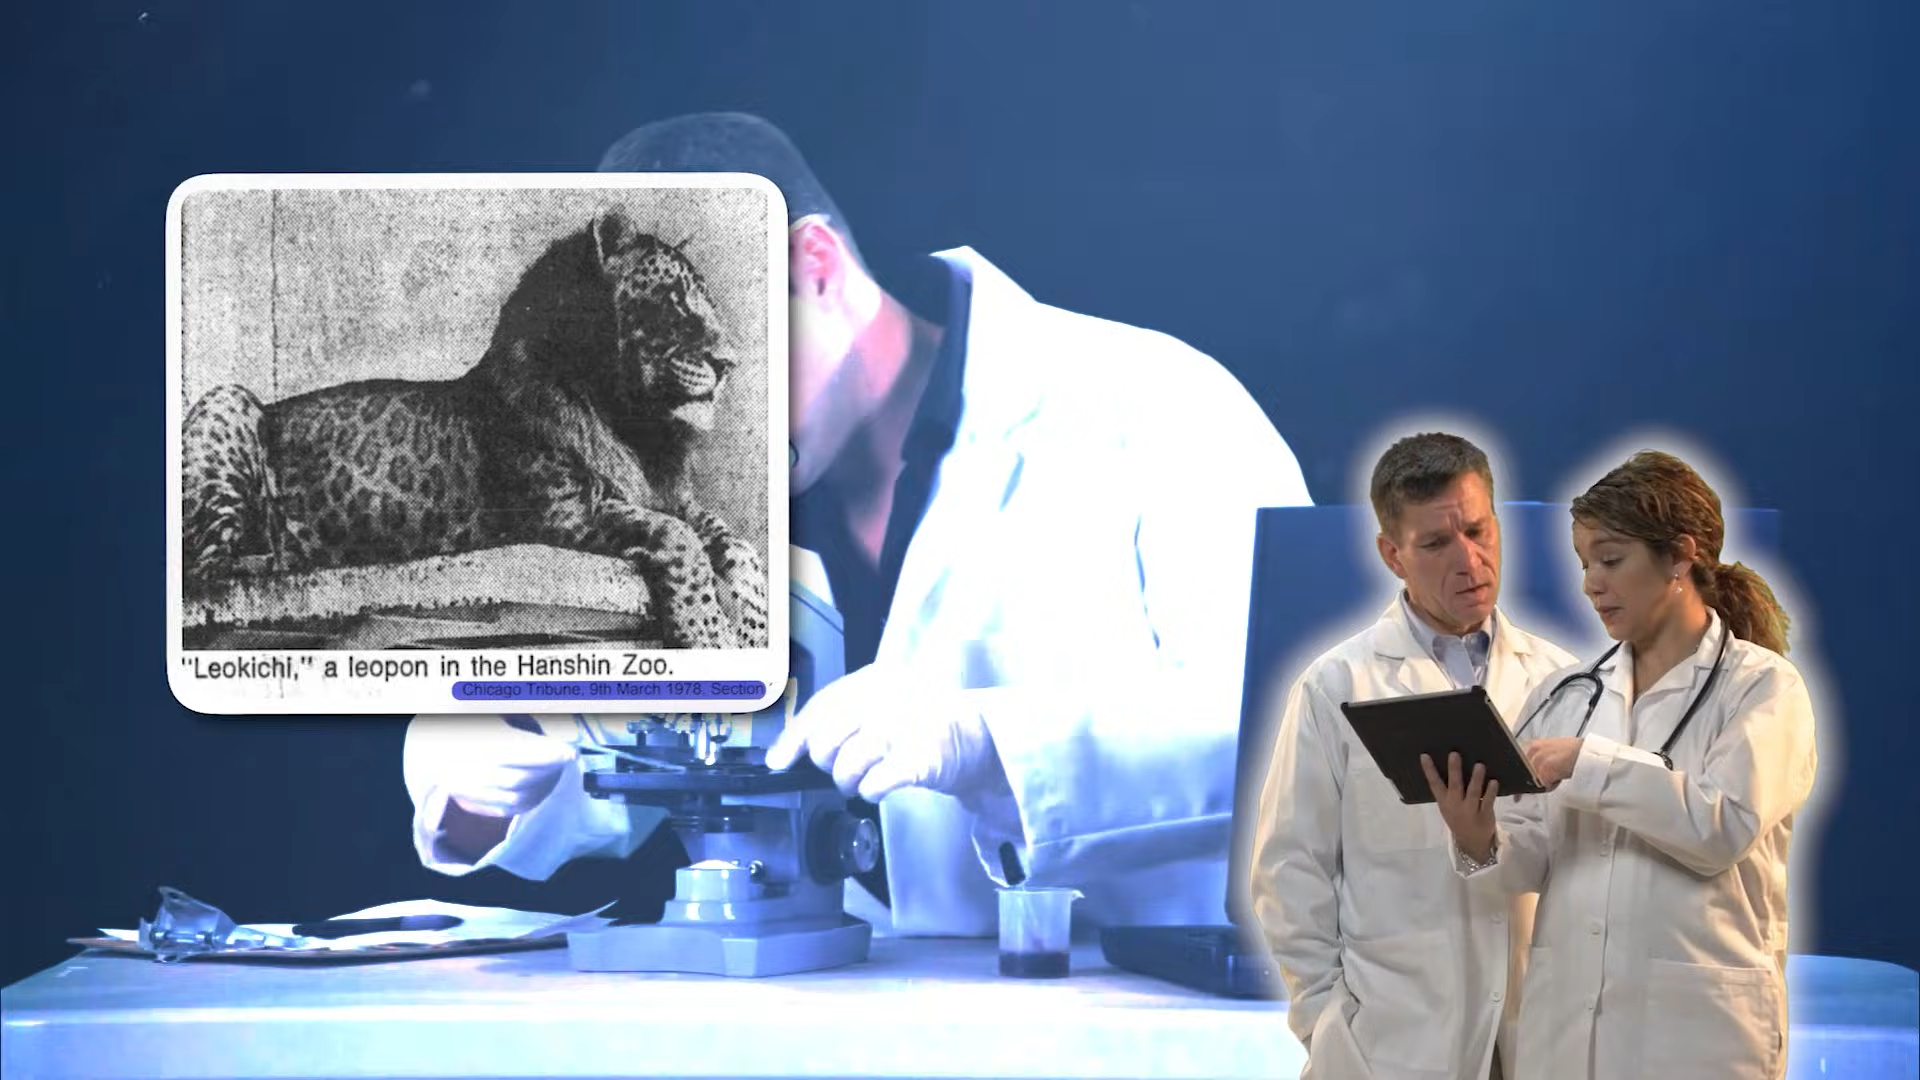 "Leokichi," a leopon in the Hanshin Zoo.
Chicago Tribune, 9th March 1978, Section